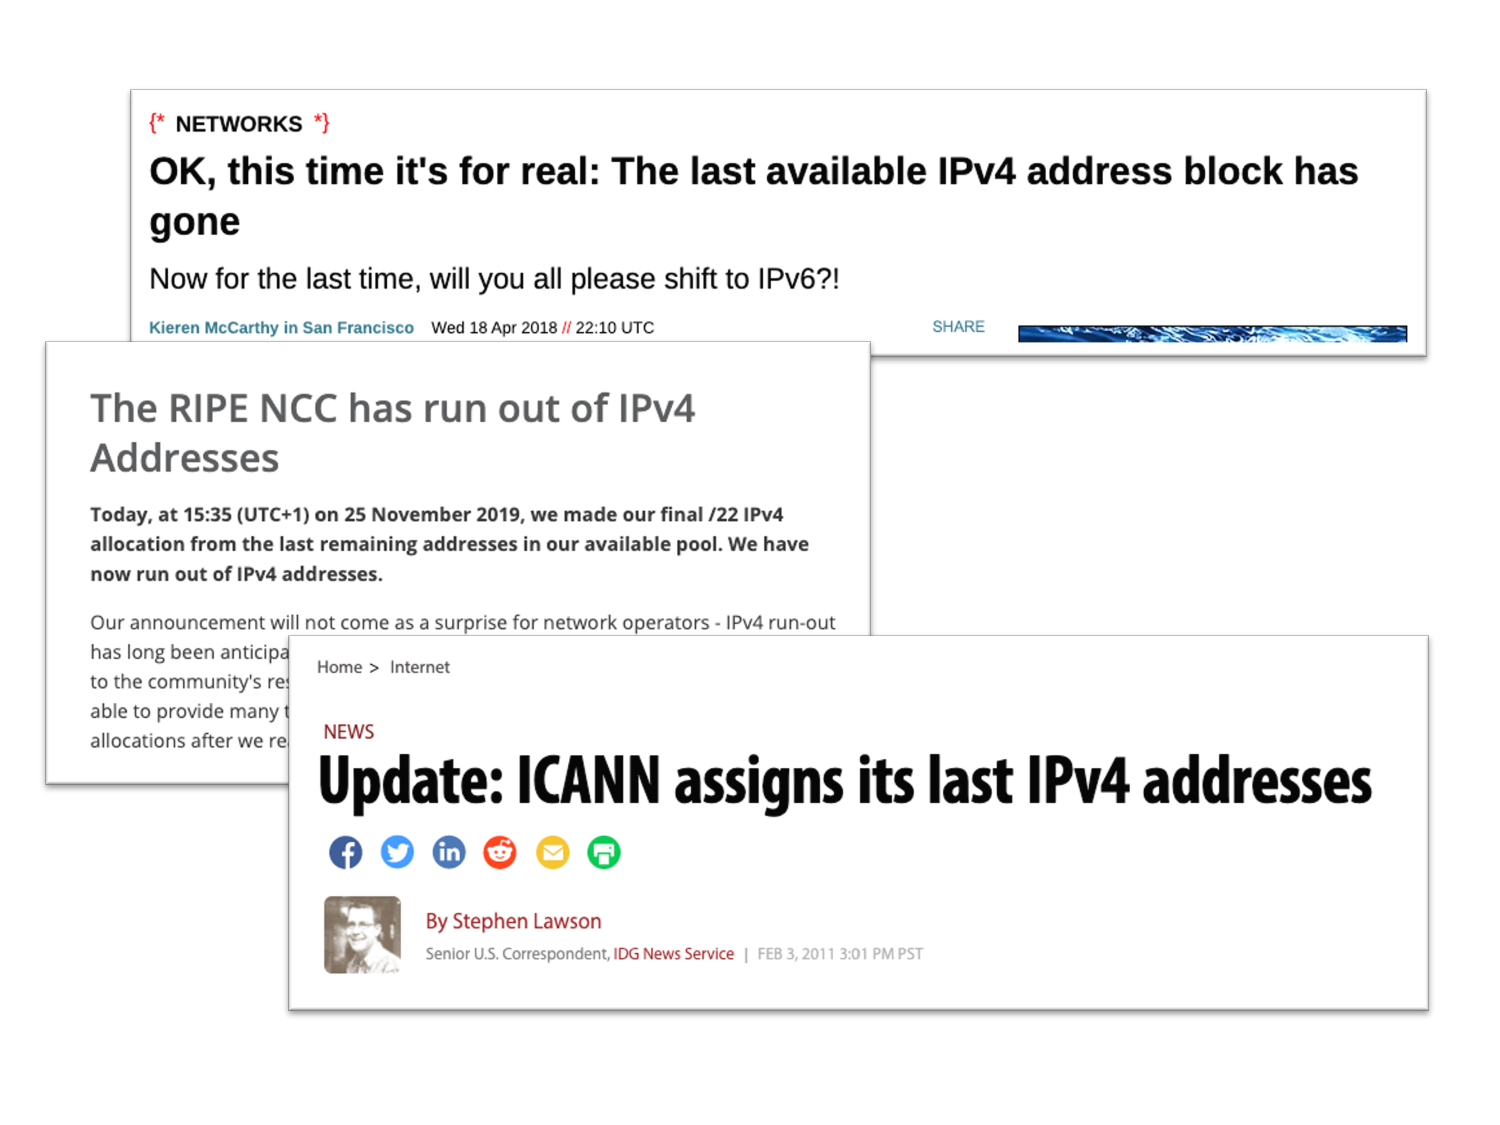 {* NETWORKS *}
OK, this time it's for real: The last available IPv4 address block has
gone
Now for the last time, will you all please shift to IPv6?!
Kieren McCarthy in San Francisco Wed 18 Apr 2018 // 22:10 UTC SHARE
The RIPE NCC has run out of IPv4
Addresses
Today, at 15:35 (UTC+1) on 25 November 2019, we made our final /22 IPv4
allocation from the last remaining addresses in our available pool. We have
now run out of IPv4 addresses.
Our announcement will not come as a surprise for network operators - IPv4 run-out
has long been
to the community's
able to provide many
allocations after we
Home > Internet
NEWS
Update: ICANN assigns its last IPv4 addresses
By Stephen Lawson
Senior U.S. Correspondent, IDG News Service | FEB 3, 2011 3:01 PM PST